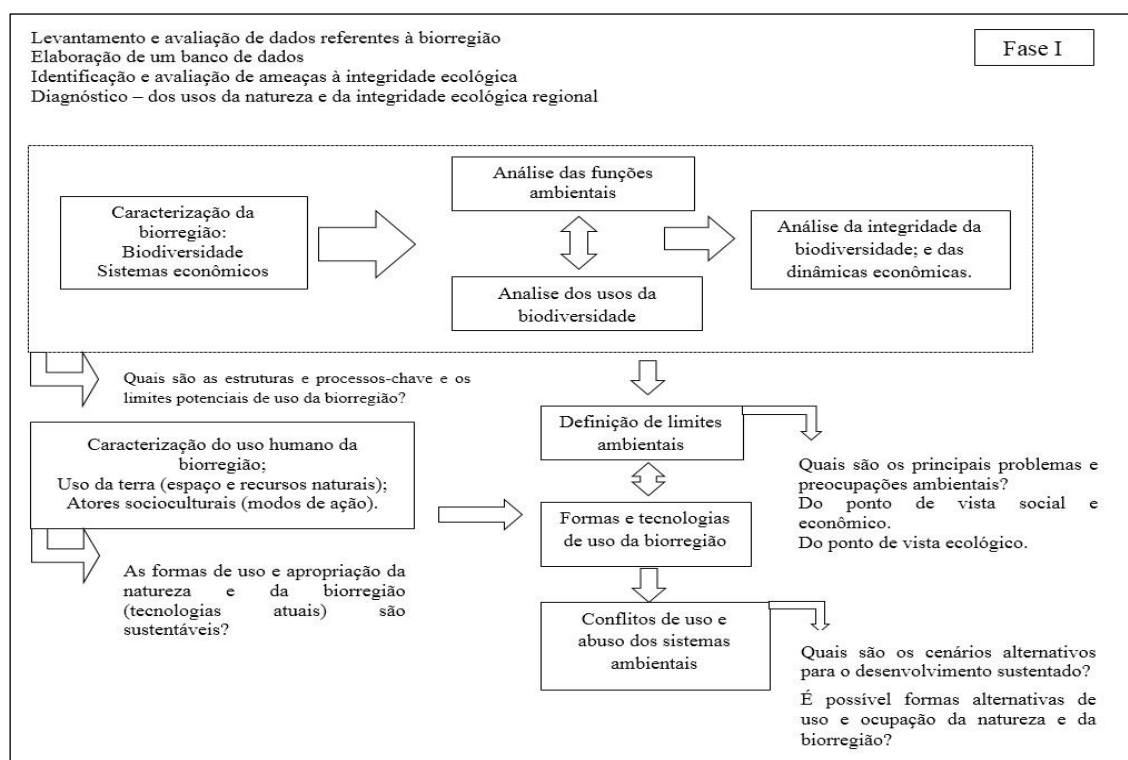 Levantamento e avaliação de dados referentes à biorregião
Elaboração de um banco de dados
Identificação e avaliação de ameaças à integridade ecológica
Diagnóstico – dos usos da natureza e da integridade ecológica regional
Fase I
Caracterização da
biorregião:
Biodiversidade
Sistemas econômicos
Análise das funções
ambientais
Analise dos usos da
biodiversidade
Análise da integridade da
biodiversidade; e das
dinâmicas econômicas.
Quais são as estruturas e processos-chave e os
limites potenciais de uso da biorregião?
Definição de limites
ambientais
Caracterização do uso humano da
biorregião;
Uso da terra (espaço e recursos naturais);
Atores socioculturais (modos de ação).
Quais são os principais problemas e
preocupações ambientais?
Do ponto de vista social e
econômico.
Do ponto de vista ecológico.
Formas e tecnologias
de uso da biorregião
As formas de uso e apropriação da
natureza e da biorregião
(tecnologias atuais) são
sustentáveis?
Conflitos de uso e
abuso dos sistemas
ambientais
Quais são os cenários alternativos
para o desenvolvimento sustentado?
É possível formas alternativas de
uso e ocupação da natureza e da
biorregião?